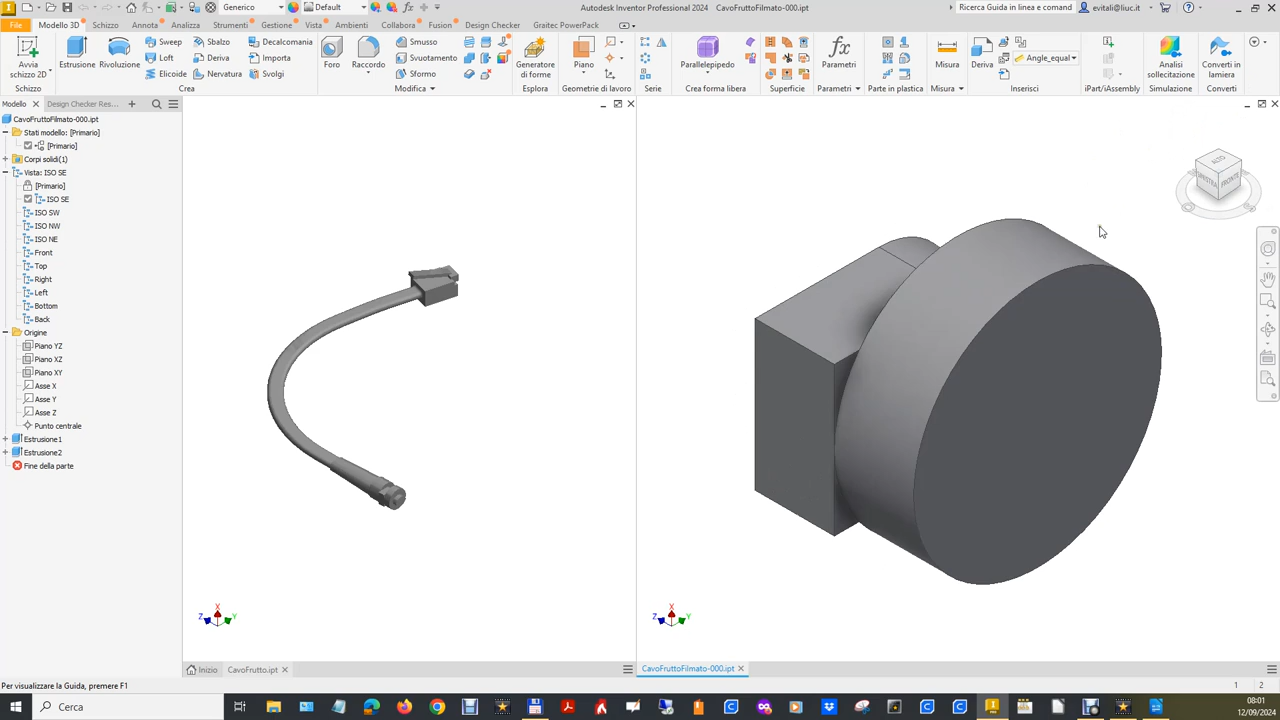 Generico
Default
Autodesk Inventor Professional 2024
CavoFruttoFilmato-000.ipt
Ricerca Guida in linea e comand
evitali@liuc.it
File
Modello 3D
Schizzo
Annota
Analizza
Strumenti
Gestione
Vista
Ambienti
Collabora
Fusion
Design Checker
Graitec PowerPack
Avvia
schizzo 2D
Estrusione
Rivoluzione
Sweep
Loft
Elicoide
Sbalzo
Deriva
Nervatura
Decalcomania
Importa
Svolgi
Foro
Raccordo
Smusso
Svuotamento
Sformo
Generatore
di forme
Piano
Parallelepipedo
Parametri
Misura
Deriva
Angle_equal
Analisi
sollecitazione
Converti in
lamiera
Schizzo
Crea
Modifica
Esplora
Geometrie di lavoro
Serie
Crea forma libera
Superficie
Parametri
Parte in plastica
Misura
Inserisci
iPart/iAssembly
Simulazione
Converti
Modello
Design Checker Res...
CavoFruttoFilmato-000.ipt
Stati modello: [Primario]
[Primario]
Corpi solidi(1)
Vista: ISO SE
[Primario]
ISO SE
ISO SW
ISO NW
ISO NE
Front
Top
Right
Left
Bottom
Back
Origine
Piano YZ
Piano XZ
Piano XY
Asse X
Asse Y
Asse Z
Punto centrale
Estrusione1
Estrusione2
Fine della parte
ALTO
SINISTRA
FRONTE
X
Z
Y
X
Z
Y
Inizio
CavoFrutto.ipt
CavoFruttoFilmato-000.ipt
Per visualizzare la Guida, premere F1
1
2
Cerca
08:01
12/09/2024